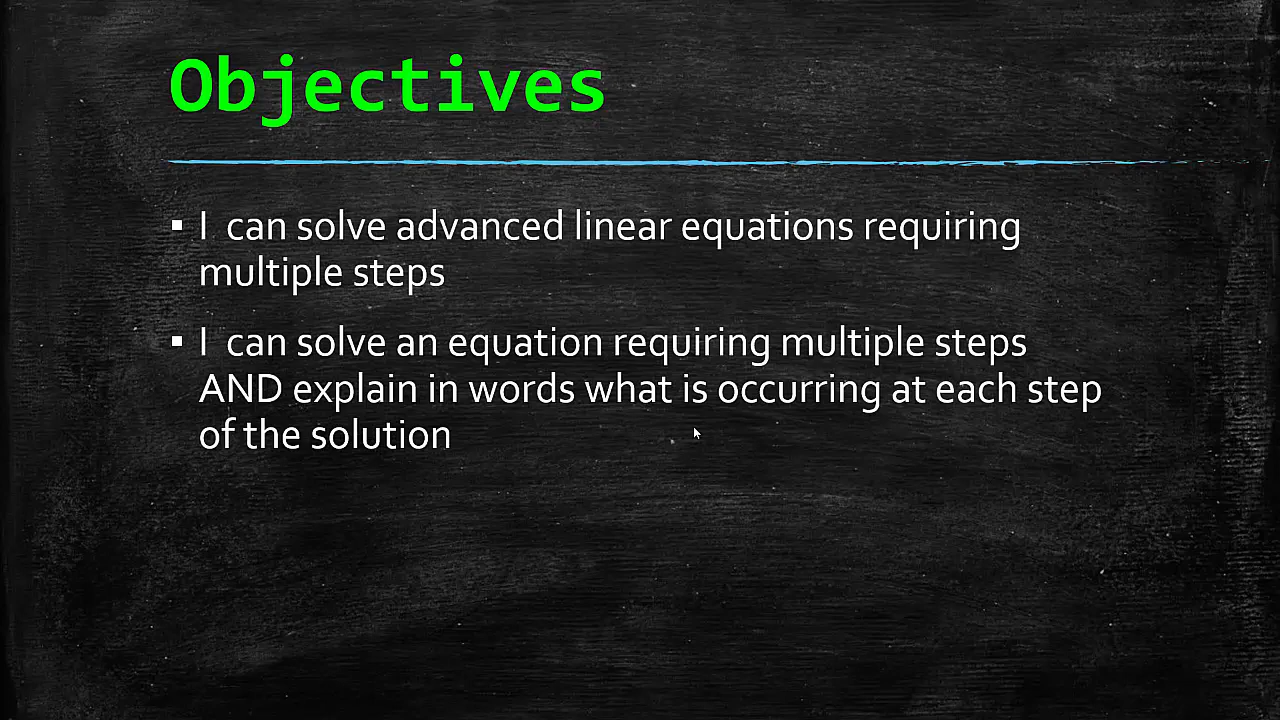 Objectives
▪ I can solve advanced linear equations requiring
multiple steps
▪ I can solve an equation requiring multiple steps
AND explain in words what is occurring at each step
of the solution